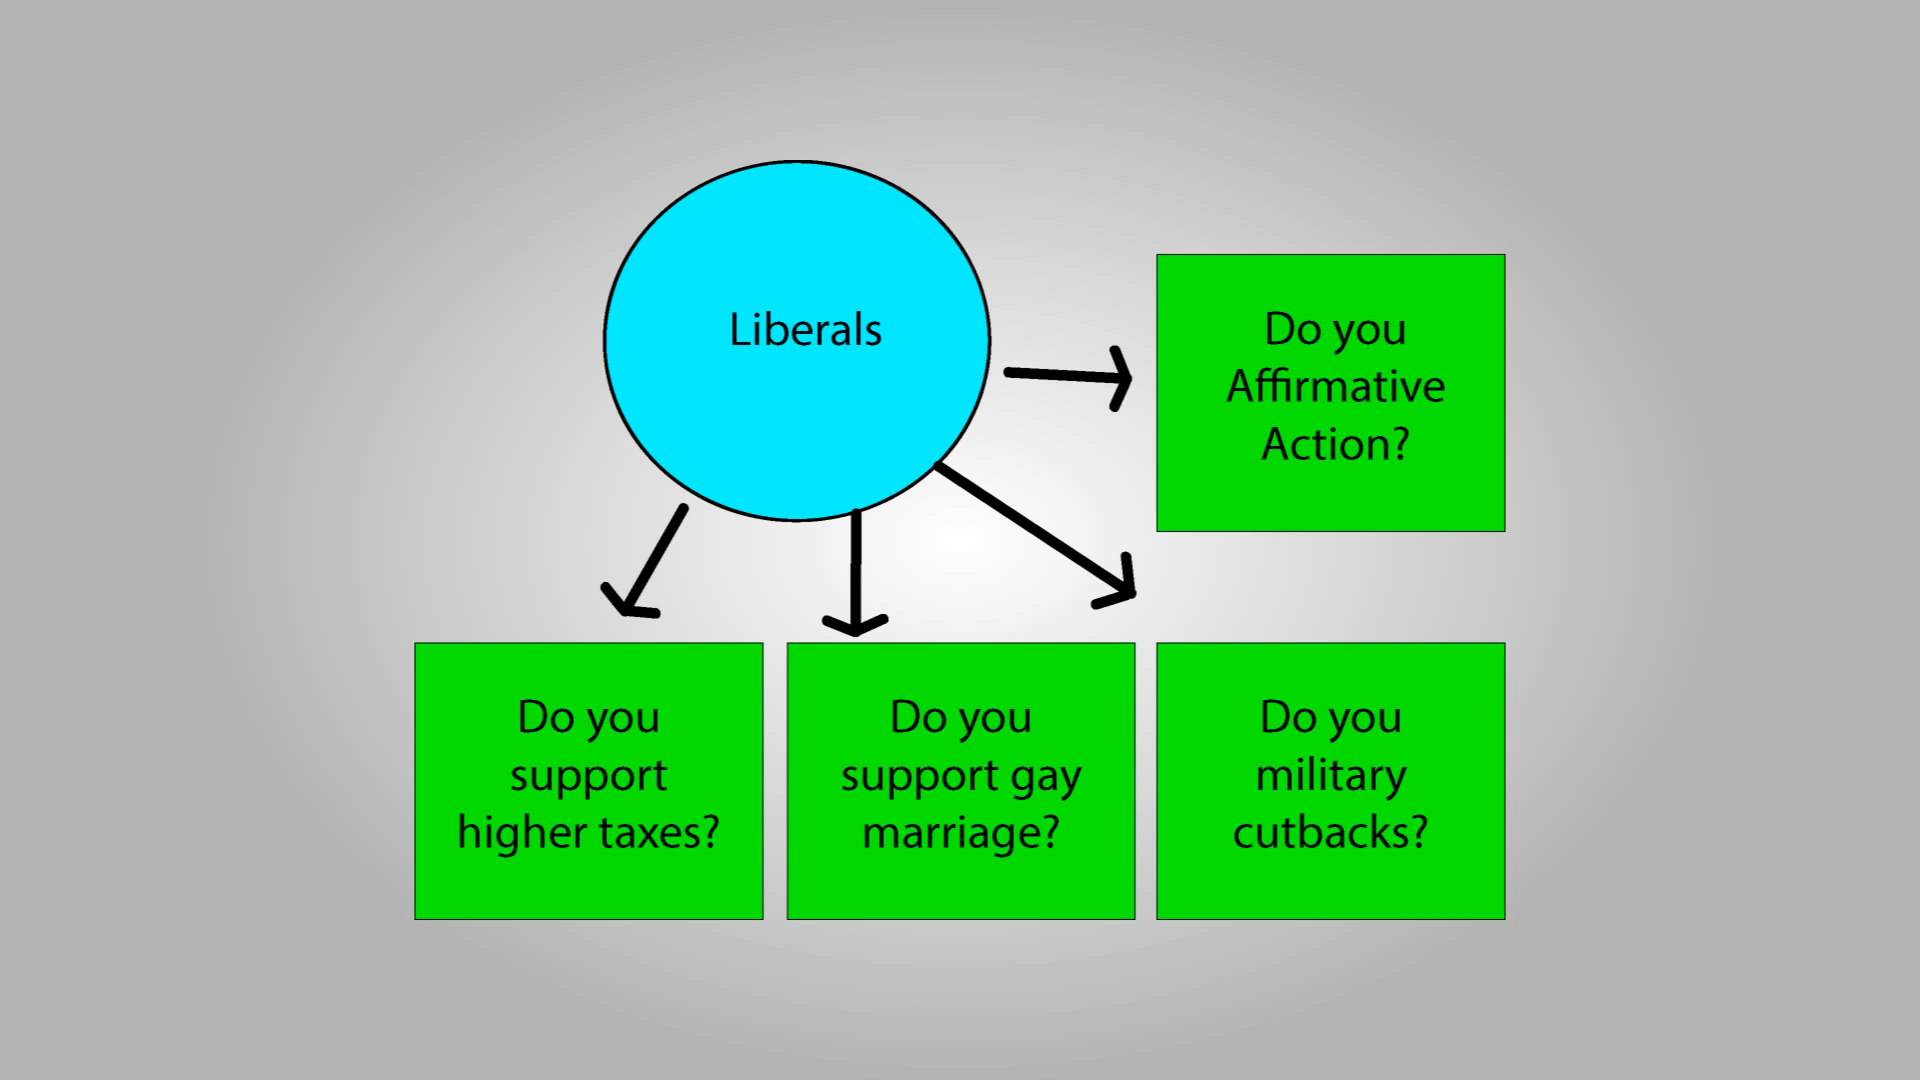 Liberals
Do you
Affirmative
Action?
Do you
support
higher taxes?
Do you
support gay
marriage?
Do you
military
cutbacks?